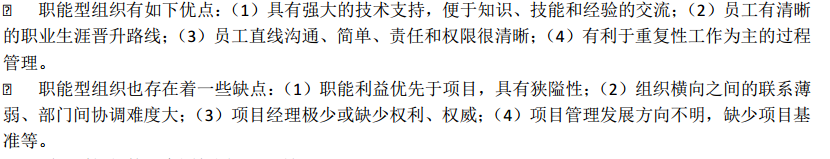 职能型组织有如下优点：（1）具有强大的技术支持，便于知识、技能和经验的交流；（2）员工有清晰
的职业生涯晋升路线；（3）员工直线沟通、简单、责任和权限很清晰；（4）有利于重复性工作为主的过程
管理。
职能型组织也存在着一些缺点：（1）职能利益优先于项目，具有狭隘性；（2）组织横向之间的联系薄
弱、部门间协调难度大；（3）项目经理极少或缺少权利、权威；（4）项目管理发展方向不明，缺少项目基
准等。